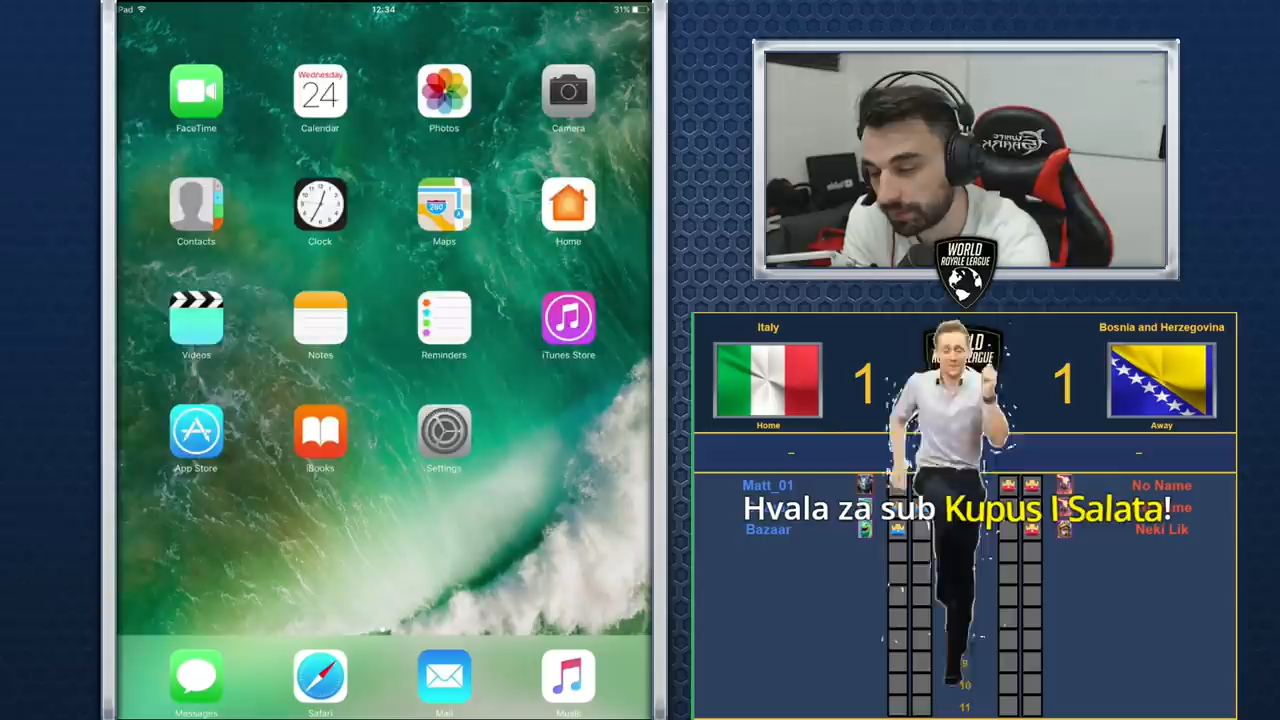 Pad
12:34
31%
FaceTime
Wednesday
24
Calendar
Photos
Camera
Contacts
Clock
280
Maps
Home
Videos
Notes
Reminders
iTunes Store
App Store
iBooks
Settings
Messages
Safari
Mail
Music
WORLD
ROYALE LEAGUE
Italy
Bosnia and Herzegovina
1
1
Home
Away
–
–
Matt_01
No Name
Hvala za sub Kupus I Salata!
Bazaar
Neki Lik
9
10
11